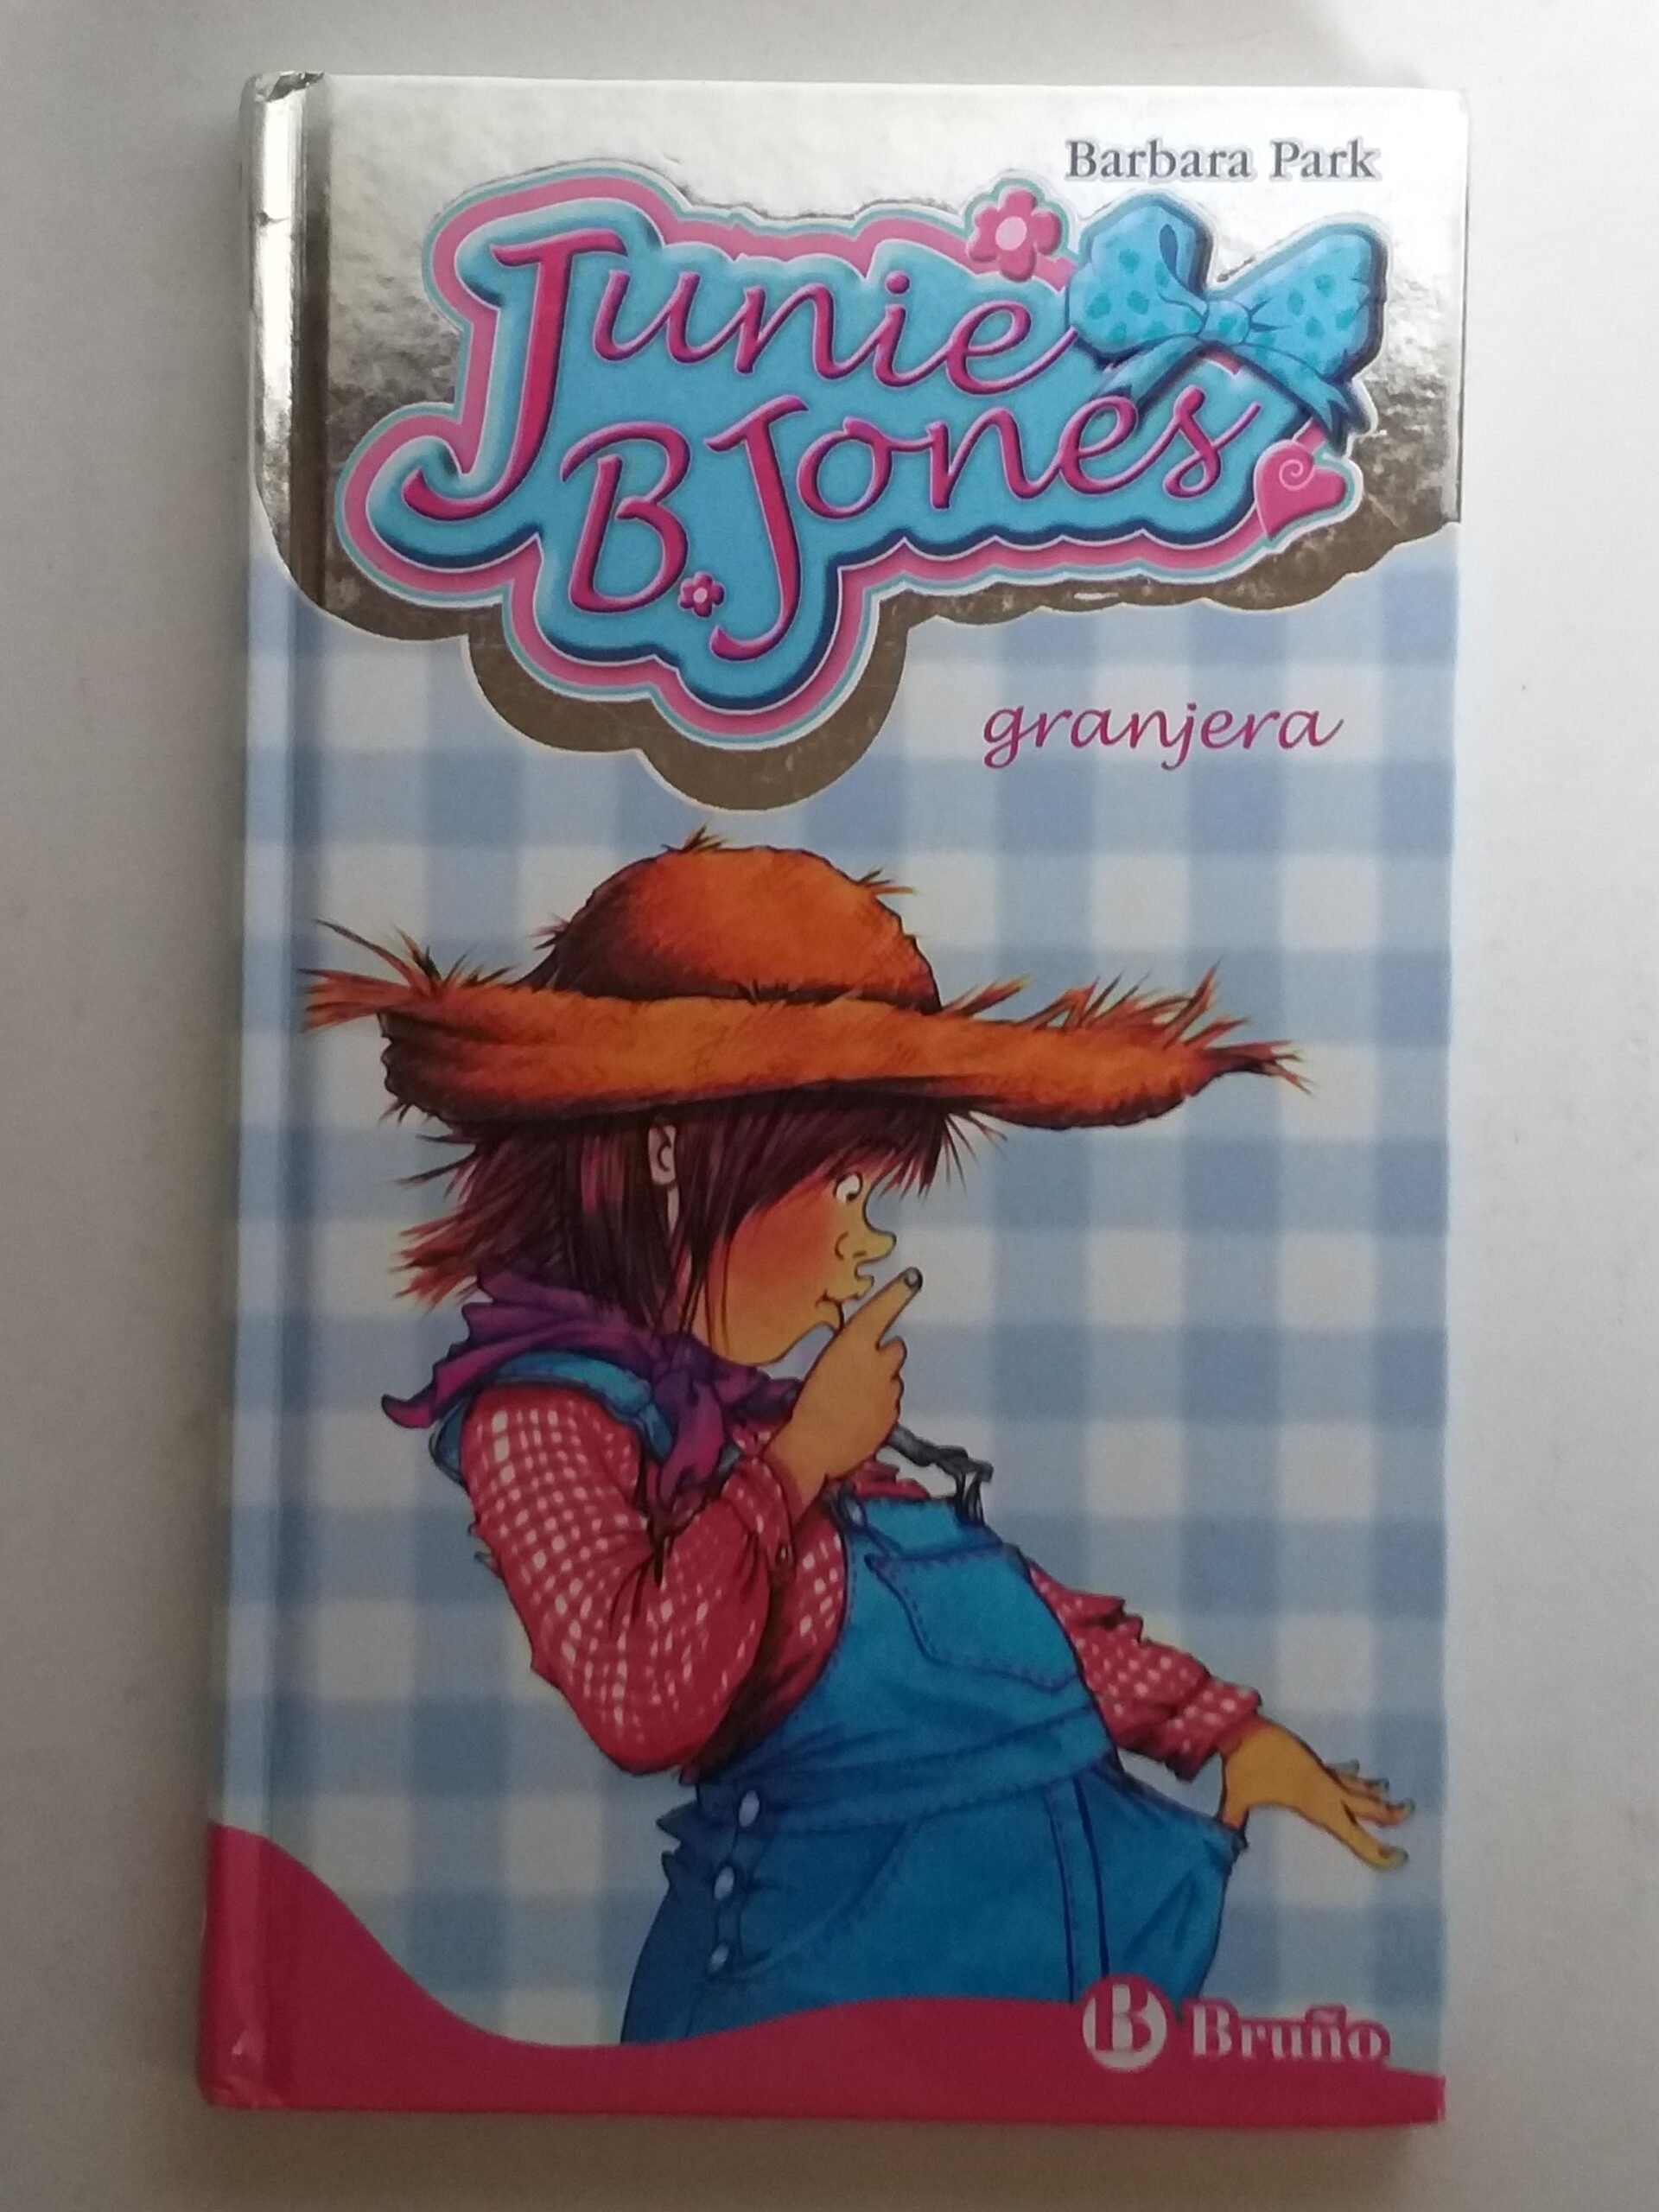 Barbara Park
Junie
B. Jones
granjera
B Bruño